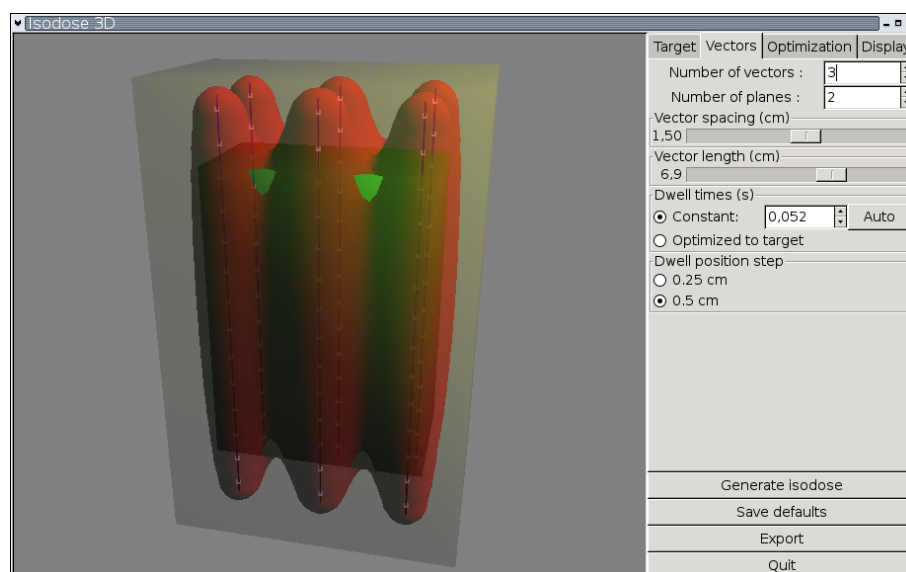 Isodose 3D
Target Vectors Optimization Display
Number of vectors : 3
Number of planes : 2
Vector spacing (cm)
1,50
Vector length (cm)
6,9
Dwell times (s)
Constant: 0,052 Auto
Optimized to target
Dwell position step
0.25 cm
0.5 cm
Generate isodose
Save defaults
Export
Quit